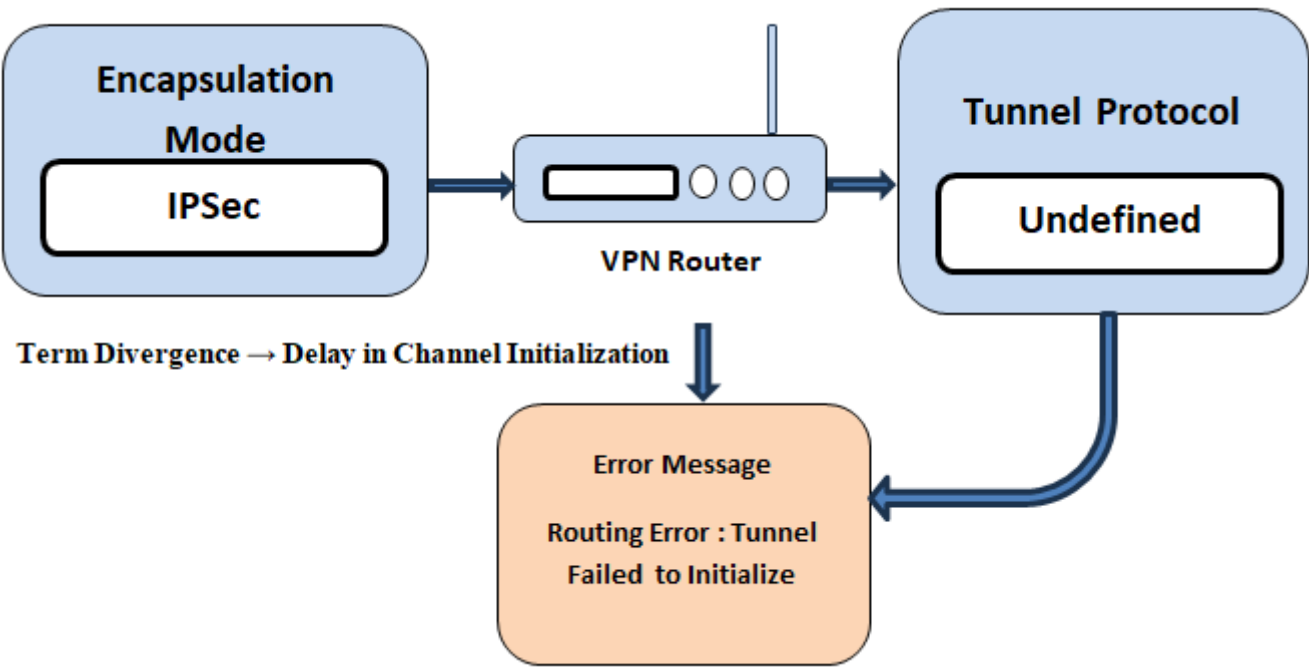 Encapsulation
Mode
IPSec
VPN Router
Tunnel Protocol
Undefined
Term Divergence → Delay in Channel Initialization
Error Message
Routing Error : Tunnel
Failed to Initialize